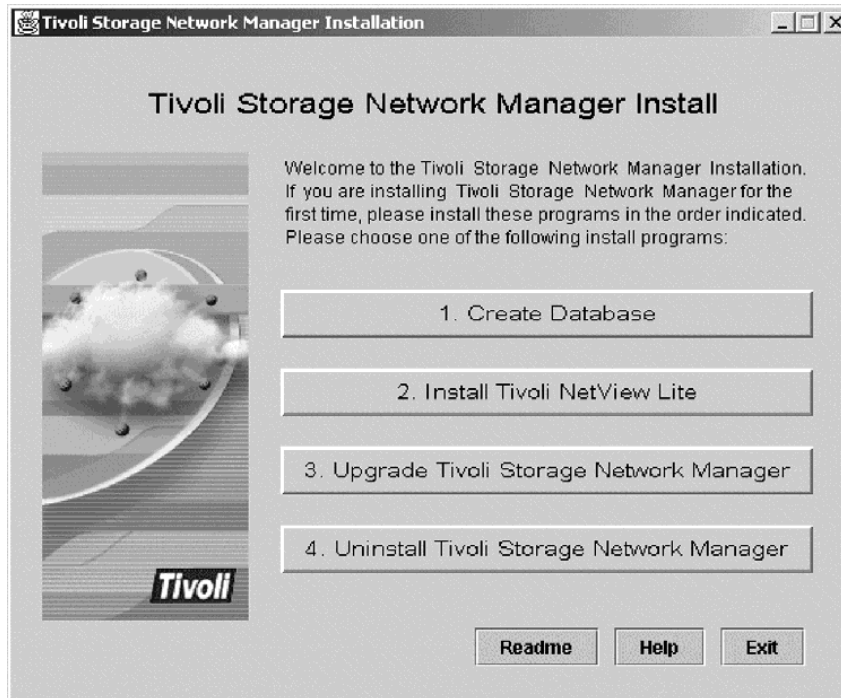 Tivoli Storage Network Manager Installation
Tivoli Storage Network Manager Install
Welcome to the Tivoli Storage Network Manager Installation.
If you are installing Tivoli Storage Network Manager for the
first time, please install these programs in the order indicated.
Please choose one of the following install programs:
1. Create Database
2. Install Tivoli NetView Lite
3. Upgrade Tivoli Storage Network Manager
4. Uninstall Tivoli Storage Network Manager
Tivoli
Readme Help Exit